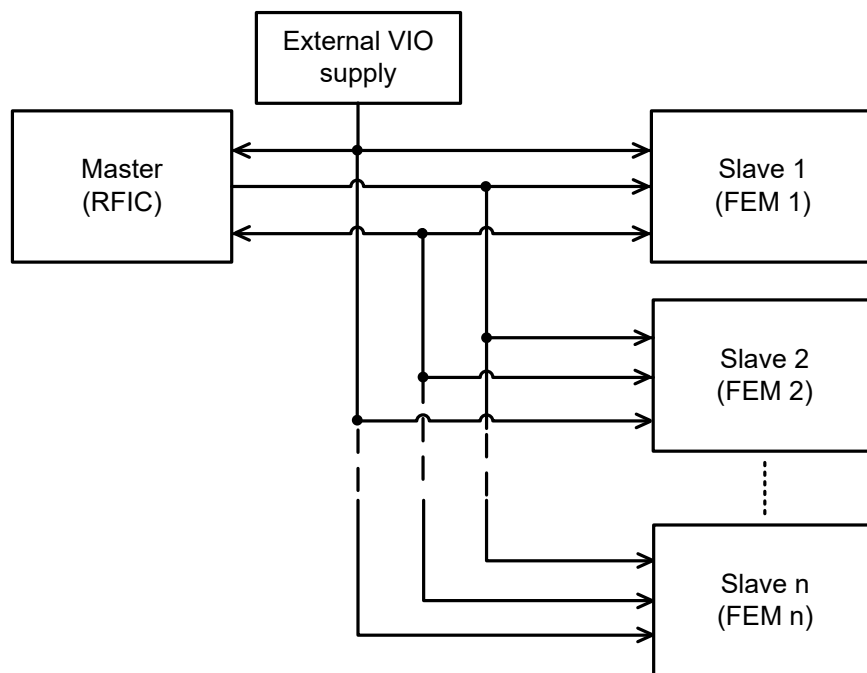 External VIO
supply
Master
(RFIC)
Slave 1
(FEM 1)
Slave 2
(FEM 2)
Slave n
(FEM n)